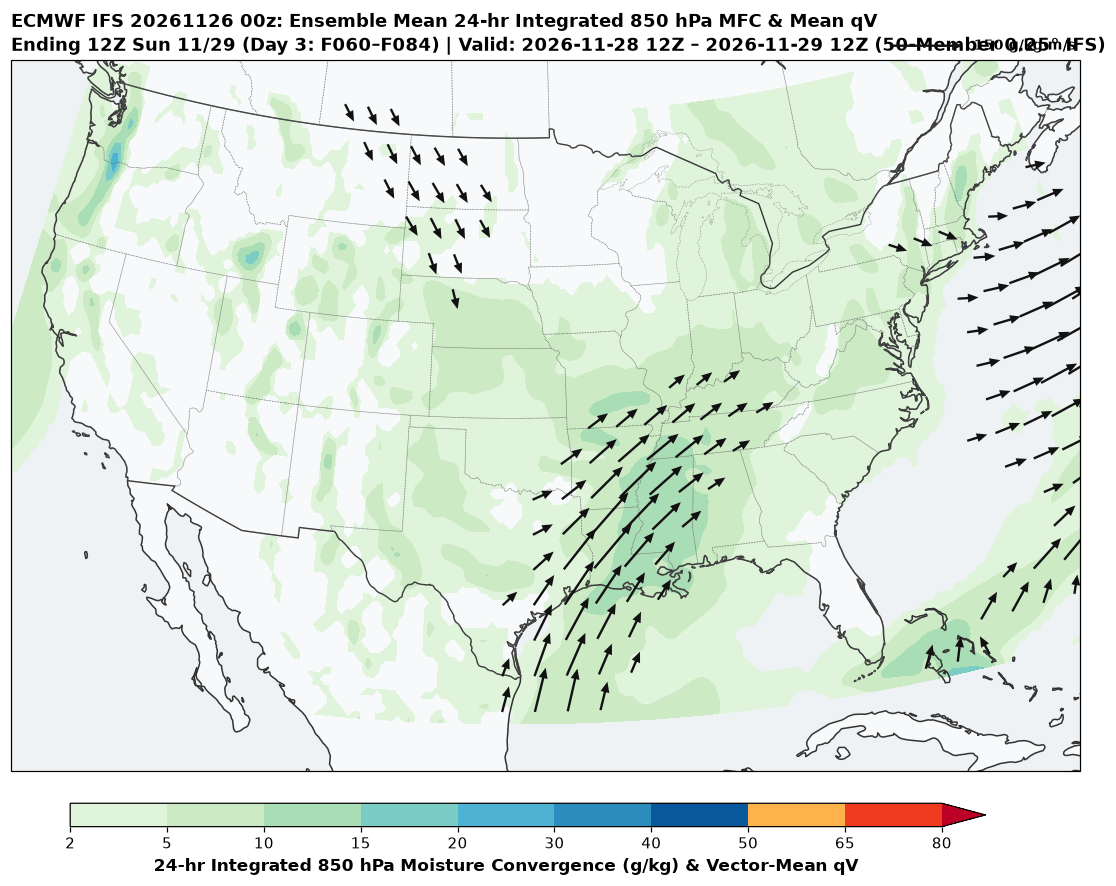 ECMWF IFS 20261126 00z: Ensemble Mean 24-hr Integrated 850 hPa MFC & Mean qV
Ending 12Z Sun 11/29 (Day 3: F060–F084) | Valid: 2026-11-28 12Z – 2026-11-29 12Z (50-Member 0.25° IFS)
150 g/kg·m/s
2 5 10 15 20 30 40 50 65 80
24-hr Integrated 850 hPa Moisture Convergence (g/kg) & Vector-Mean qV